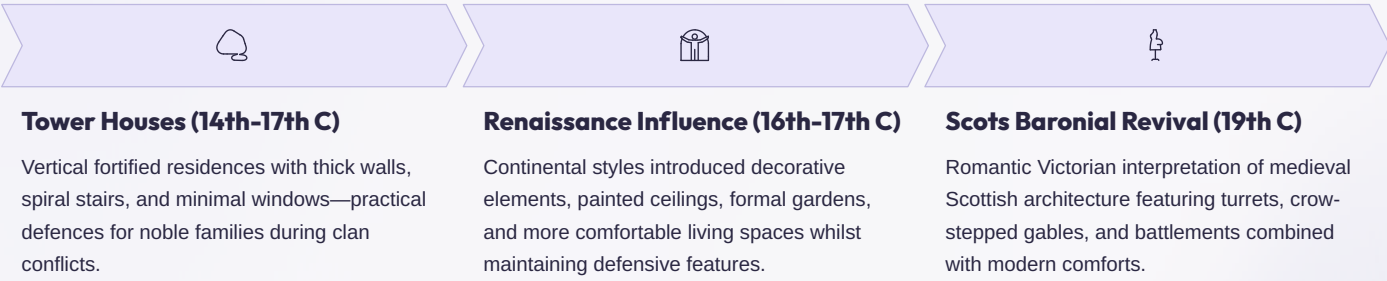 Tower Houses (14th-17th C)
Vertical fortified residences with thick walls,
spiral stairs, and minimal windows—practical
defences for noble families during clan
conflicts.
Renaissance Influence (16th-17th C)
Continental styles introduced decorative
elements, painted ceilings, formal gardens,
and more comfortable living spaces whilst
maintaining defensive features.
Scots Baronial Revival (19th C)
Romantic Victorian interpretation of medieval
Scottish architecture featuring turrets, crow-
stepped gables, and battlements combined
with modern comforts.